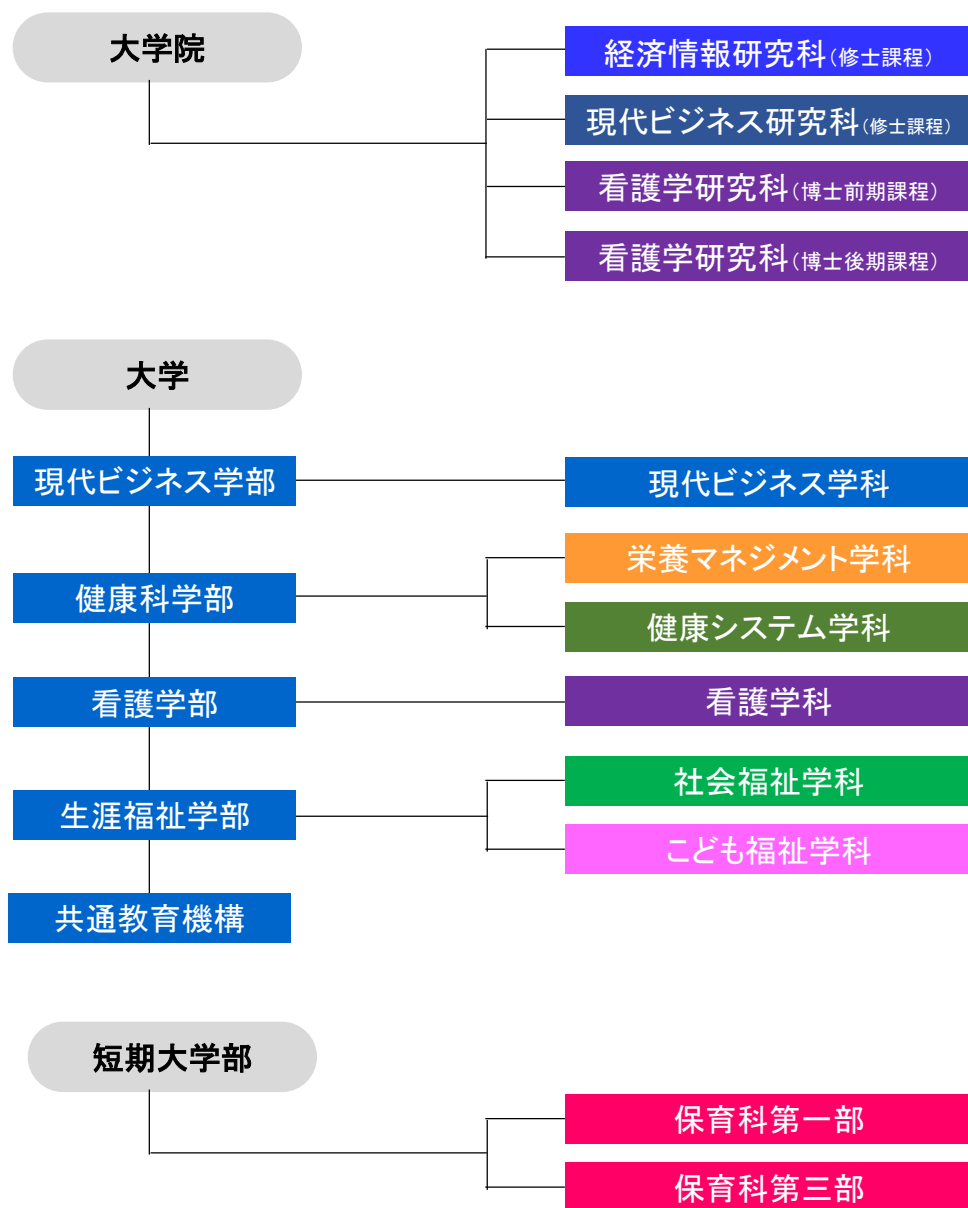 大学院
経済情報研究科(修士課程)
現代ビジネス研究科(修士課程)
看護学研究科(博士前期課程)
看護学研究科(博士後期課程)
大学
現代ビジネス学部
現代ビジネス学科
健康科学部
栄養マネジメント学科
健康システム学科
看護学部
看護学科
生涯福祉学部
社会福祉学科
こども福祉学科
共通教育機構
短期大学部
保育科第一部
保育科第三部